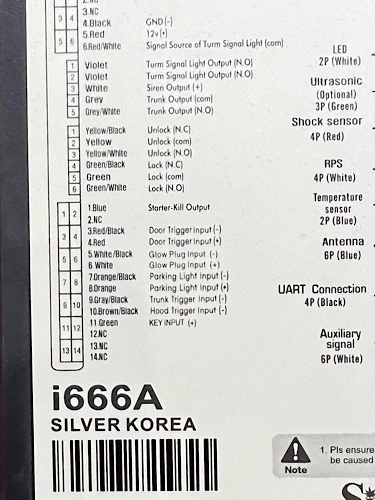 3.NC
3 4 4.Black GND (-)
5 6 5.Red 12v(+)
6.Red/White Signal Source of Turm Signal Light (com)
1 Violet Turm Signal Light Output (N.O)
2 Violet Turm Signal Light Output (N.O)
3 White Siren Output (+)
4 Grey Trunk Output (com)
5 Grey/White Trunk Output (N.O)
1 Yellow/Black Unlock (N.C)
2 Yellow Unlock (com)
3 Yellow/White Unlock (N.O)
4 Green/Black Lock (N.C)
5 Green Lock (com)
6 Green/White Lock (N.O)
1 2 1.Blue Starter-Kill Output
2.NC
3 4 3.Red/Black Door Trigger Input (-)
4.Red Door Trigger Input (+)
5 6 5.White/Black Glow Plug Input (-)
6. White Glow Plug Input (+)
7 8 7.Orange/Black Parking Light Input (-)
8.Orange Parking Light Input (+)
9 10 9.Gray/Black Trunk Trigger Input (-)
10.Brown/Black Hood Trigger Input (-)
11 12 11.Green KEY INPUT (+)
12.NC
13 14 13.NC
14.NC
LED
2P (White)
Ultrasonic
(Optional)
3P (Green)
Shock sensor
4P (Red)
RPS
4P (White)
Temperature
sensor
2P (Blue)
Antenna
6P (Blue)
UART Connection
4P (Black)
Auxiliary
signal
6P (White)
i666A
SILVER KOREA
Note
1. Pls ensure
be caused